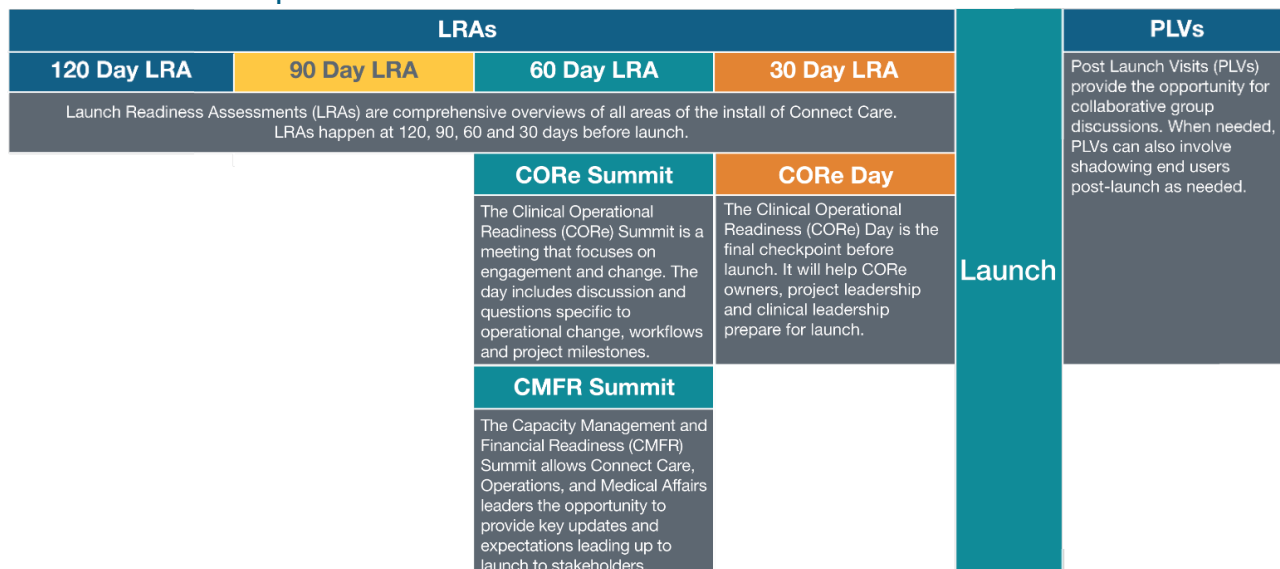 LRAs
PLVs
120 Day LRA
90 Day LRA
60 Day LRA
30 Day LRA
Launch Readiness Assessments (LRAs) are comprehensive overviews of all areas of the install of Connect Care.
LRAs happen at 120, 90, 60 and 30 days before launch.
CORe Summit
The Clinical Operational
Readiness (CORe) Summit is a
meeting that focuses on
engagement and change. The
day includes discussion and
questions specific to
operational change, workflows
and project milestones.
CMFR Summit
The Capacity Management and
Financial Readiness (CMFR)
Summit allows Connect Care,
Operations, and Medical Affairs
leaders the opportunity to
provide key updates and
expectations leading up to
launch to stakeholders
CORe Day
The Clinical Operational
Readiness (CORe) Day is the
final checkpoint before
launch. It will help CORe
owners, project leadership
and clinical leadership
prepare for launch.
Launch
Post Launch Visits (PLVs)
provide the opportunity for
collaborative group
discussions. When needed,
PLVs can also involve
shadowing end users
post-launch as needed.